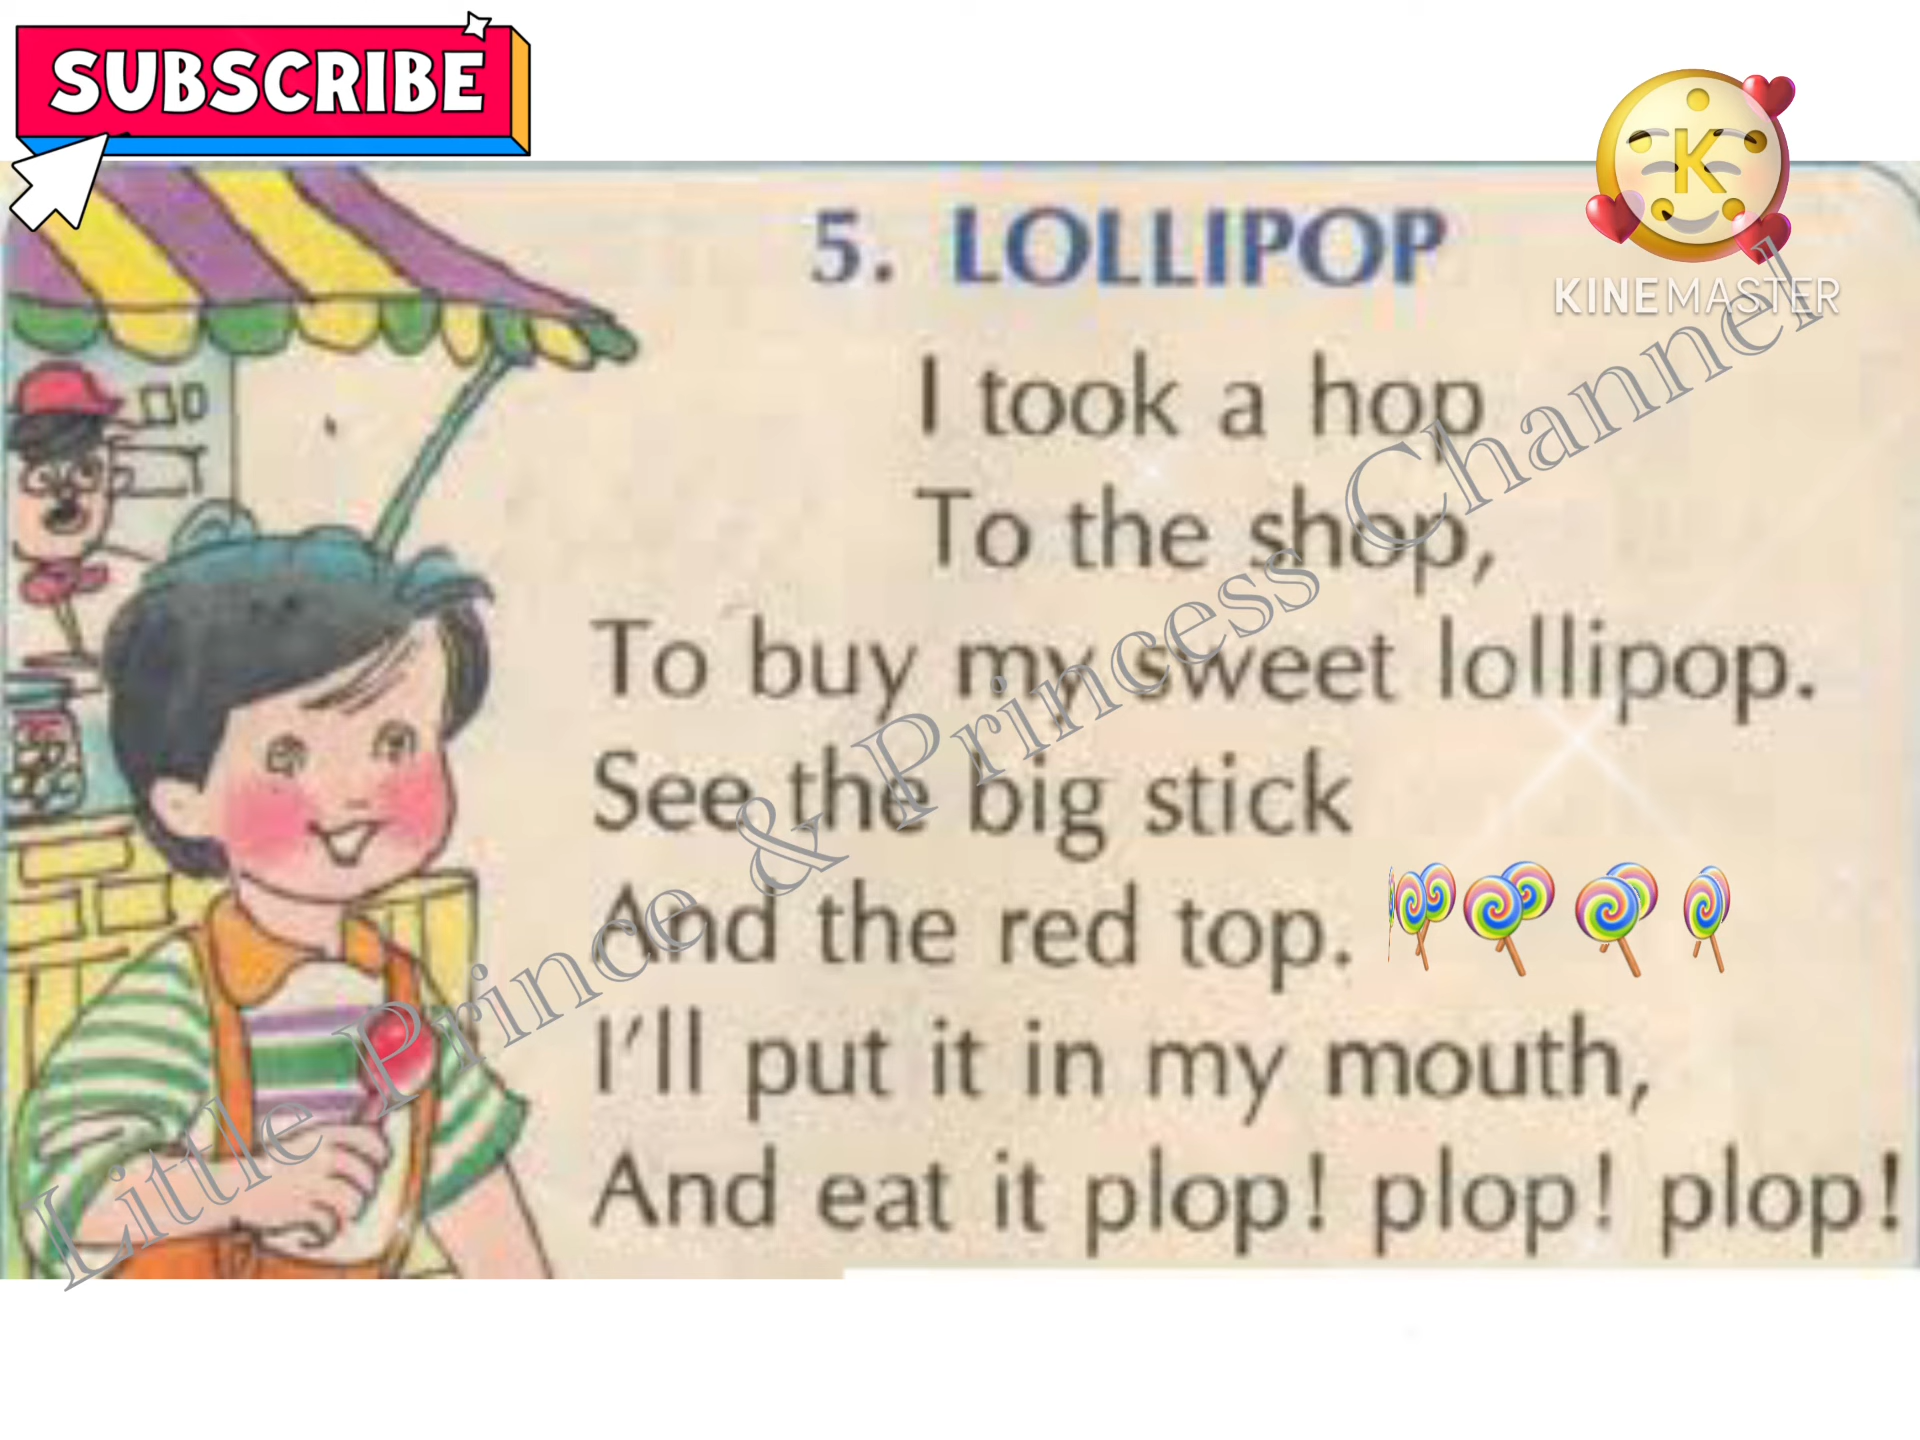 SUBSCRIBE
K
KINEMASTER
5. LOLLIPOP
I took a hop
To the shop,
To buy my sweet lollipop.
See the big stick
And the red top.
I'll put it in my mouth,
And eat it plop! plop! plop!
Little Prince & Princess Channel